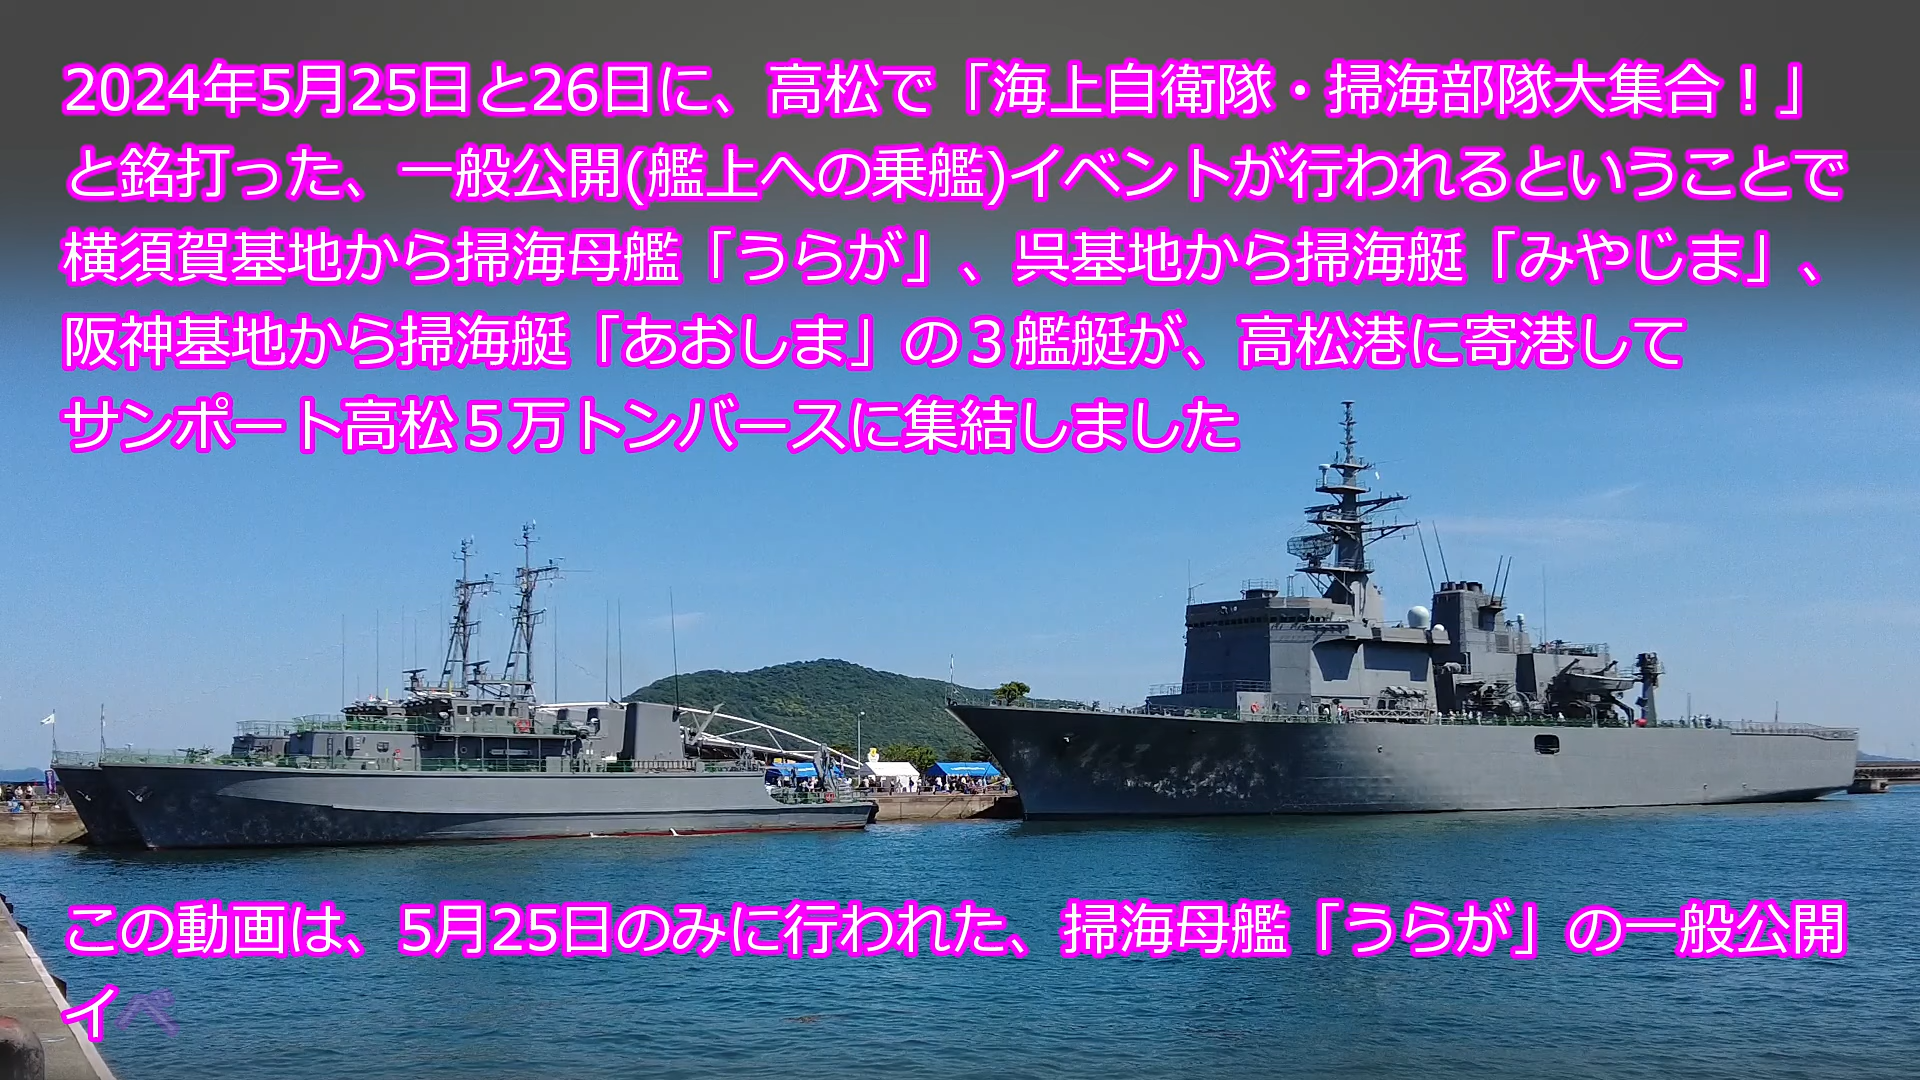 2024年5月25日と26日に、高松で「海上自衛隊・掃海部隊大集合！」
と銘打った、一般公開(艦上への乗艦)イベントが行われるということで
横須賀基地から掃海母艦「うらが」、呉基地から掃海艇「みやじま」、
阪神基地から掃海艇「あおしま」の３艦艇が、高松港に寄港して
サンポート高松５万トンバースに集結しました
この動画は、5月25日のみに行われた、掃海母艦「うらが」の一般公開
イベ